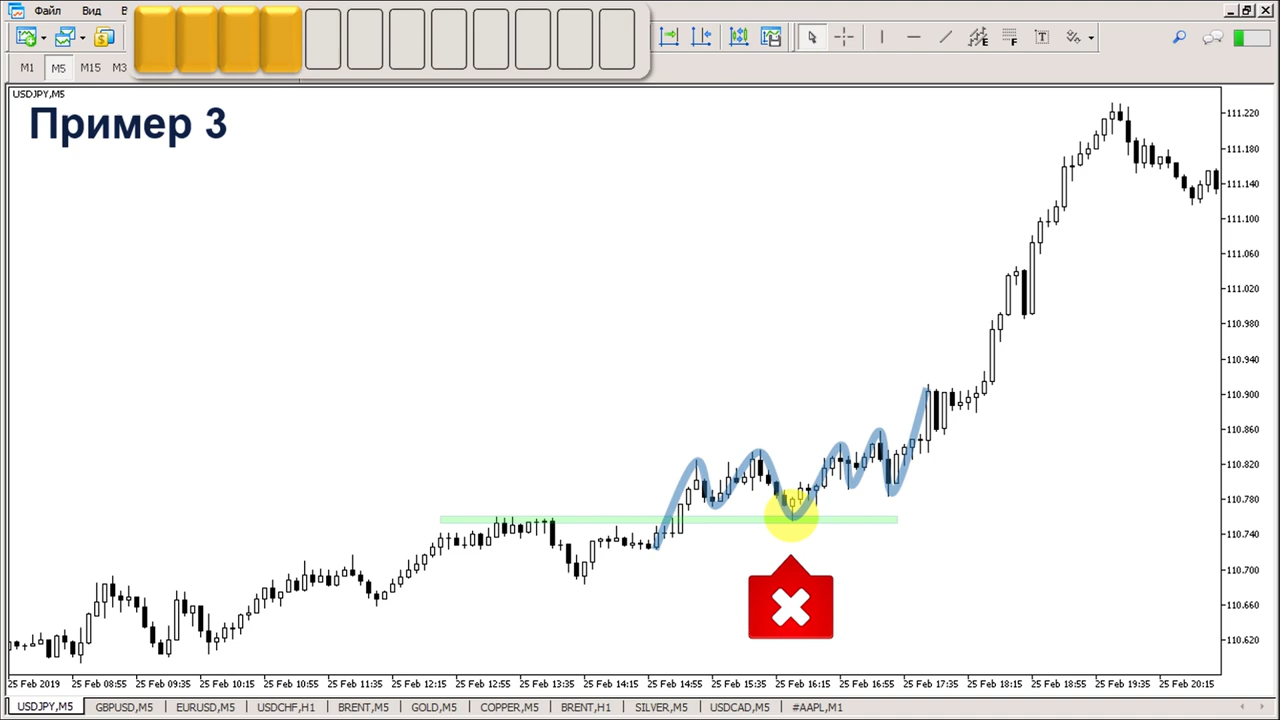 Файл Вид В
M1 M5 M15 M3
USDJPY,M5
Пример 3
111.220
111.180
111.140
111.100
111.060
111.020
110.980
110.940
110.900
110.860
110.820
110.780
110.740
110.700
110.660
110.620
25 Feb 2019 25 Feb 08:55 25 Feb 09:35 25 Feb 10:15 25 Feb 10:55 25 Feb 11:35 25 Feb 12:15 25 Feb 12:55 25 Feb 13:35 25 Feb 14:15 25 Feb 14:55 25 Feb 15:35 25 Feb 16:15 25 Feb 16:55 25 Feb 17:35 25 Feb 18:15 25 Feb 18:55 25 Feb 19:35 25 Feb 20:15
USDJPY,M5 GBPUSD,M5 EURUSD,M5 USDCHF,H1 BRENT,M5 GOLD,M5 COPPER,M5 BRENT,H1 SILVER,M5 USDCAD,M5 #AAPL,M1